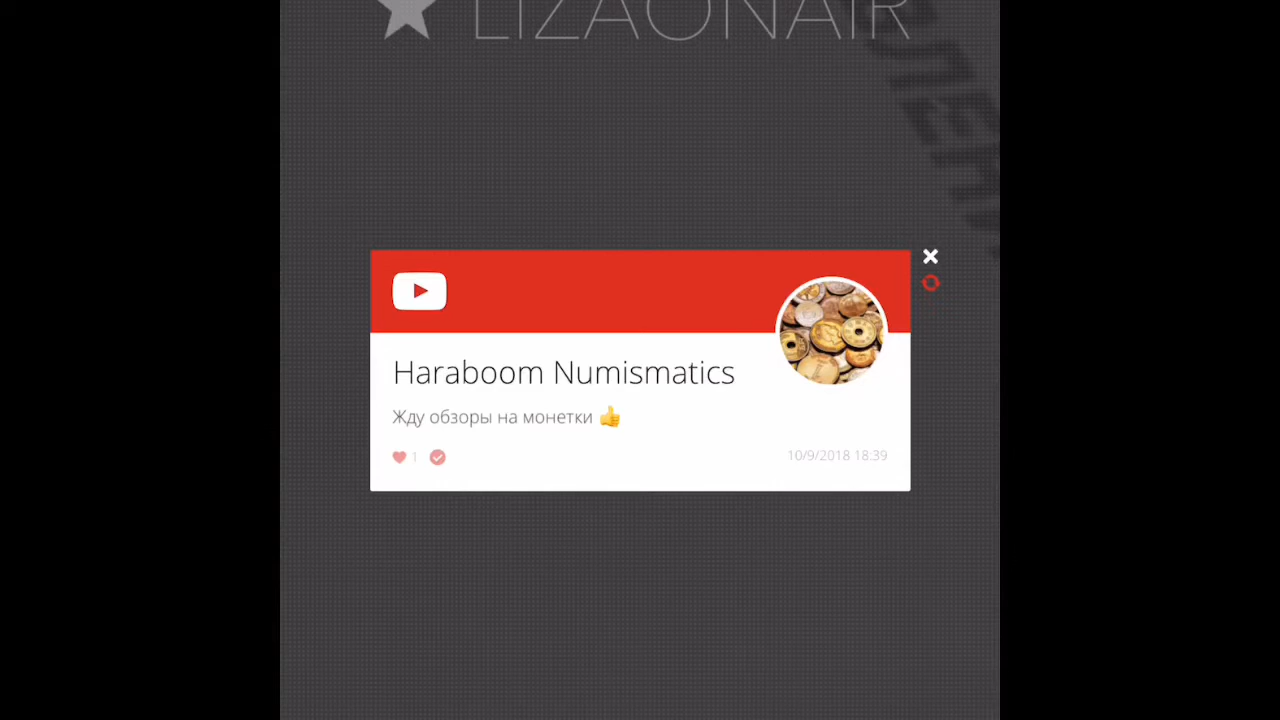 LIZAONAIR
Haraboom Numismatics
Жду обзоры на монетки 👍
1
10/9/2018 18:39